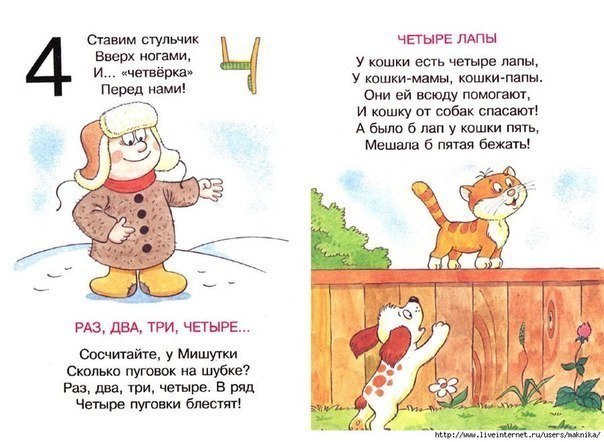 4
Ставим стульчик
Вверх ногами,
И... «четвёрка»
Перед нами!
РАЗ, ДВА, ТРИ, ЧЕТЫРЕ...
Сосчитайте, у Мишутки
Сколько пуговок на шубке?
Раз, два, три, четыре. В ряд
Четыре пуговки блестят!
ЧЕТЫРЕ ЛАПЫ
У кошки есть четыре лапы,
У кошки-мамы, кошки-папы.
Они ей всюду помогают,
И кошку от собак спасают!
А было б лап у кошки пять,
Мешала б пятая бежать!
http://www.liveinternet.ru/users/maknika/